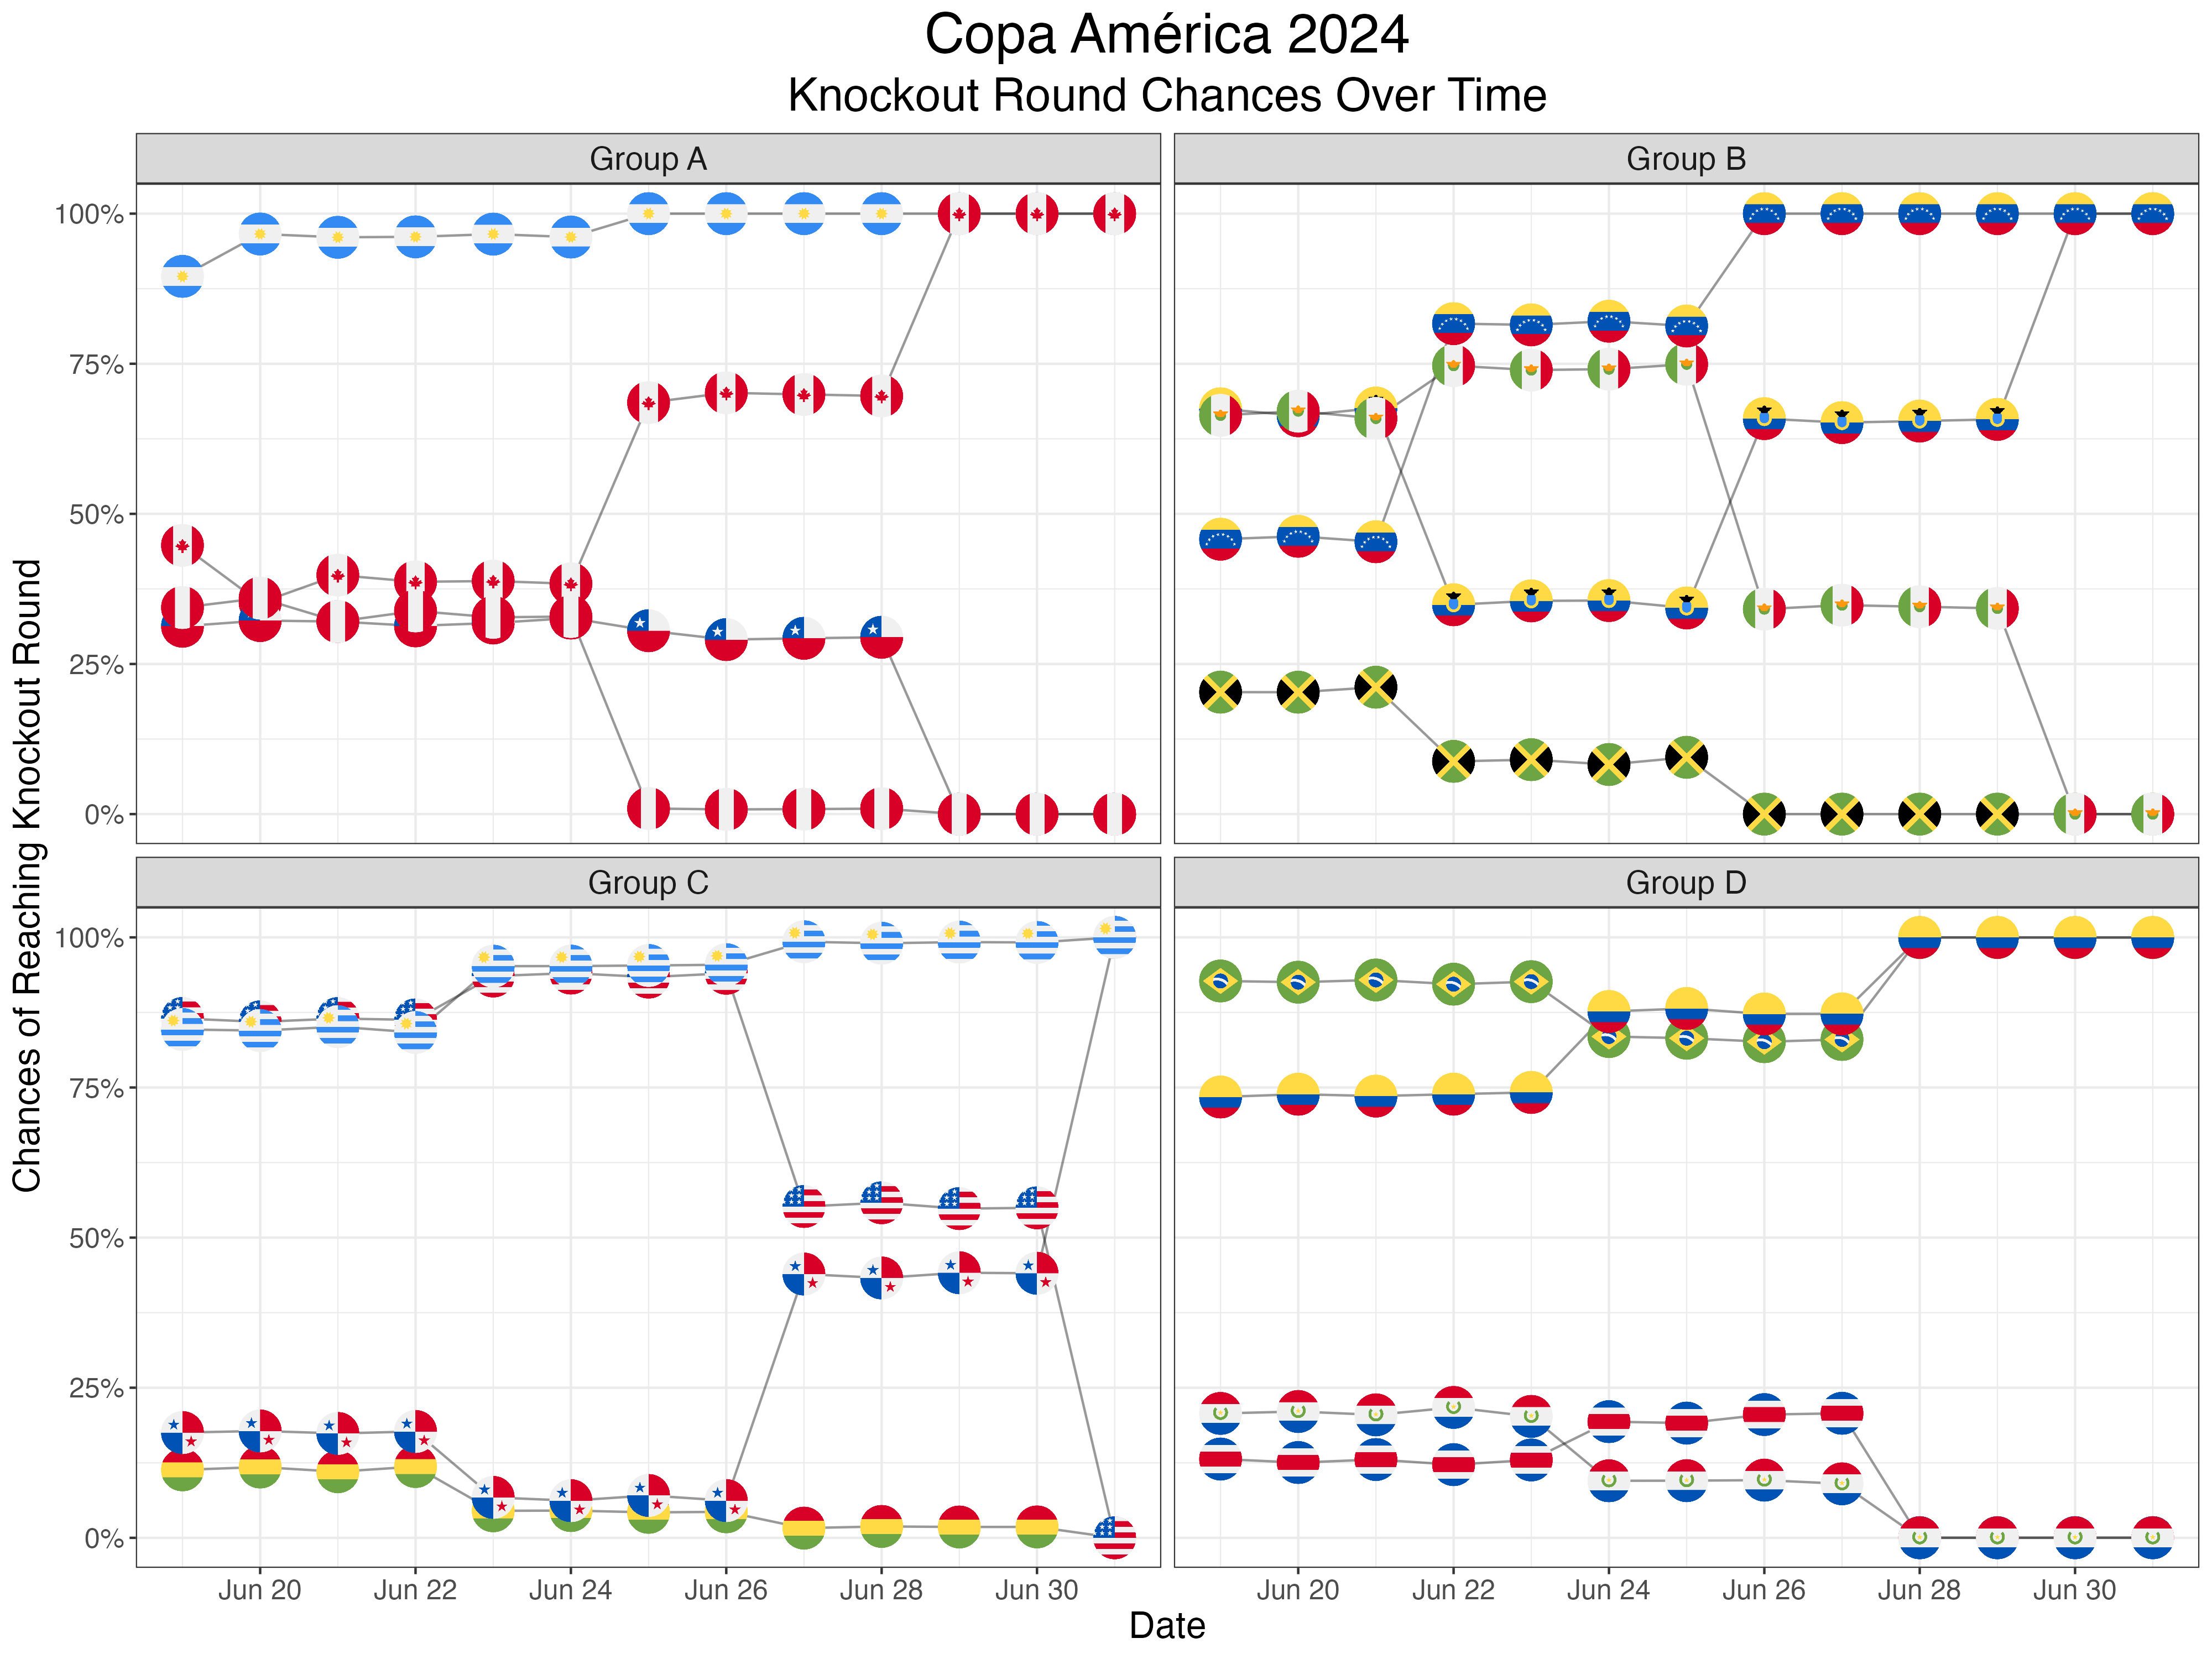 Copa América 2024
Knockout Round Chances Over Time
Group A
Group B
100%
75%
50%
25%
0%
Group C
Group D
100%
75%
50%
25%
0%
Chances of Reaching Knockout Round
Jun 20 Jun 22 Jun 24 Jun 26 Jun 28 Jun 30
Jun 20 Jun 22 Jun 24 Jun 26 Jun 28 Jun 30
Date